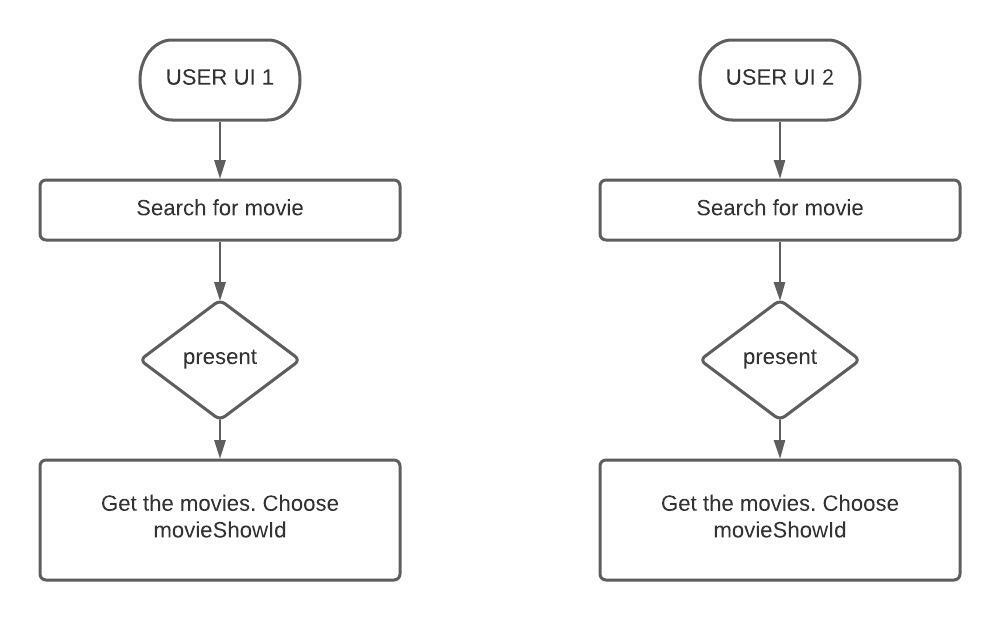 USER UI 1
Search for movie
present
Get the movies. Choose
movieShowId
USER UI 2
Search for movie
present
Get the movies. Choose
movieShowId